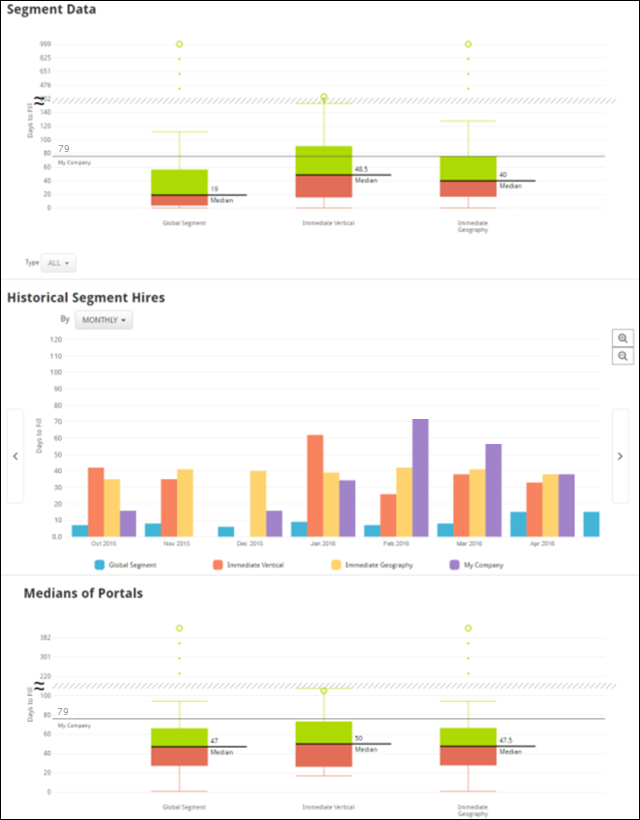 Segment Data
999
825
651
476
302
140
120
100
80
60
40
20
0
Days to Fill
79
My Company
19
Median
48.5
Median
40
Median
Global Segment
Immediate Vertical
Immediate
Geography
Type ALL
Historical Segment Hires
By MONTHLY
120
110
100
90
80
70
60
50
40
30
20
10
0.0
Days to Fill
Oct 2015 Nov 2015 Dec 2015 Jan 2016 Feb 2016 Mar 2016 Apr 2016
Global Segment Immediate Vertical Immediate Geography My Company
Medians of Portals
382
301
220
100
80
60
40
20
0
Days to Fill
79
My Company
47
Median
50
Median
47.5
Median
Global Segment
Immediate Vertical
Immediate
Geography